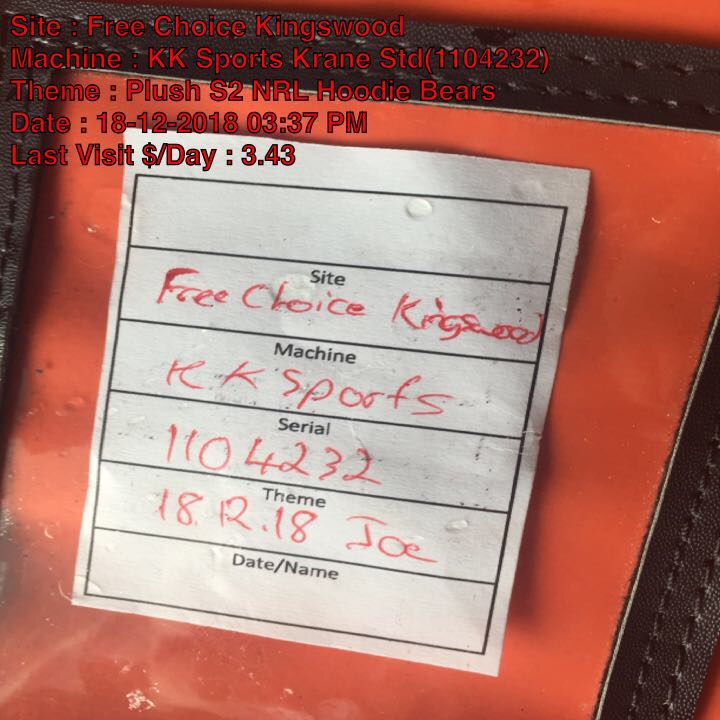 Site : Free Choice Kingswood
Machine : KK Sports Krane Std(1104232)
Theme : Plush S2 NRL Hoodie Bears
Date : 18-12-2018 03:37 PM
Last Visit $/Day : 3.43
Site
Free Choice Kingswood
Machine
KK Sports
Serial
1104232
Theme
18.12.18 Joe
Date/Name